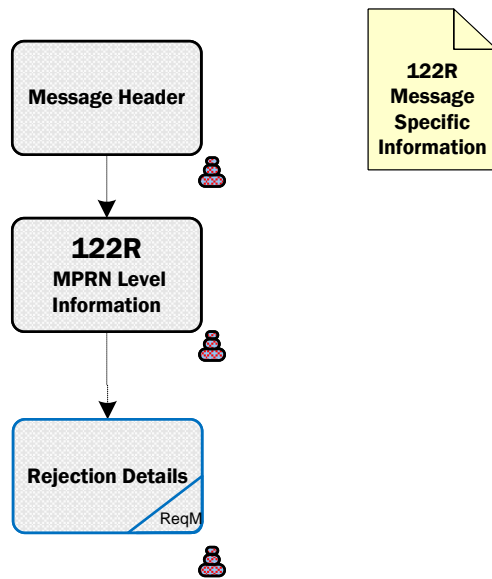 Message Header
122R
Message
Specific
Information
122R
MPRN Level
Information
Rejection Details
ReqM